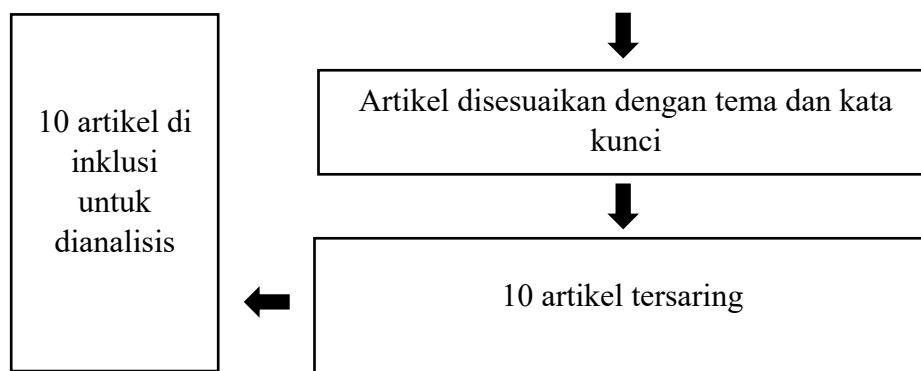 Artikel disesuaikan dengan tema dan kata
kunci
10 artikel tersaring
10 artikel di
inklusi
untuk
dianalisis